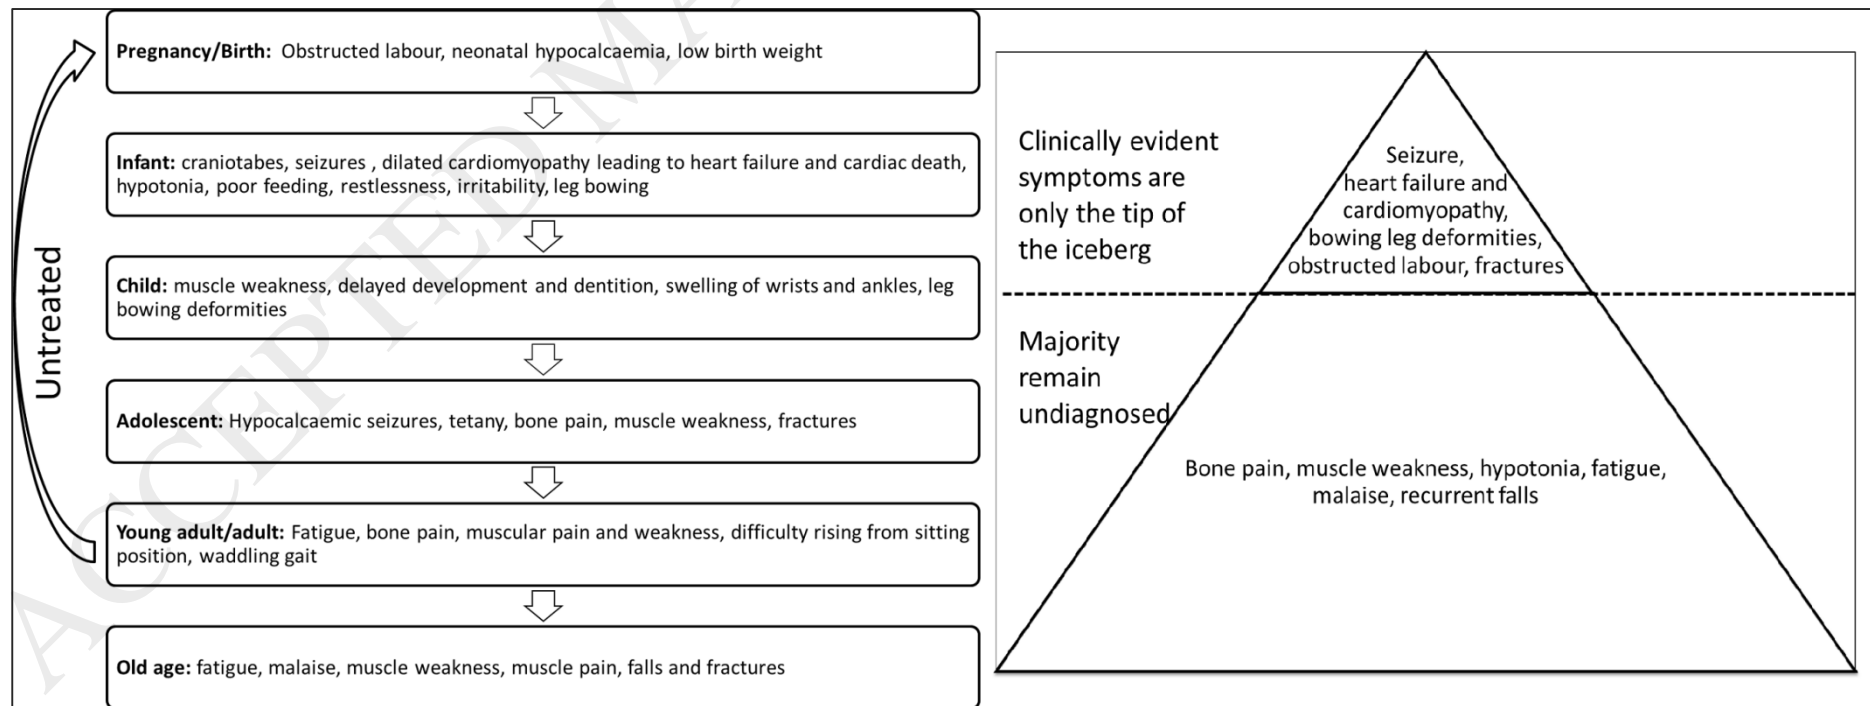 Pregnancy/Birth: Obstructed labour, neonatal hypocalcaemia, low birth weight
Infant: craniotabes, seizures , dilated cardiomyopathy leading to heart failure and cardiac death,
hypotonia, poor feeding, restlessness, irritability, leg bowing
Child: muscle weakness, delayed development and dentition, swelling of wrists and ankles, leg
bowing deformities
Adolescent: Hypocalcaemic seizures, tetany, bone pain, muscle weakness, fractures
Young adult/adult: Fatigue, bone pain, muscular pain and weakness, difficulty rising from sitting
position, waddling gait
Old age: fatigue, malaise, muscle weakness, muscle pain, falls and fractures
Untreated
Clinically evident
symptoms are
only the tip of
the iceberg
Seizure,
heart failure and
cardiomyopathy,
bowing leg deformities,
obstructed labour, fractures
Majority
remain
undiagnosed
Bone pain, muscle weakness, hypotonia, fatigue,
malaise, recurrent falls
ACCEPTED